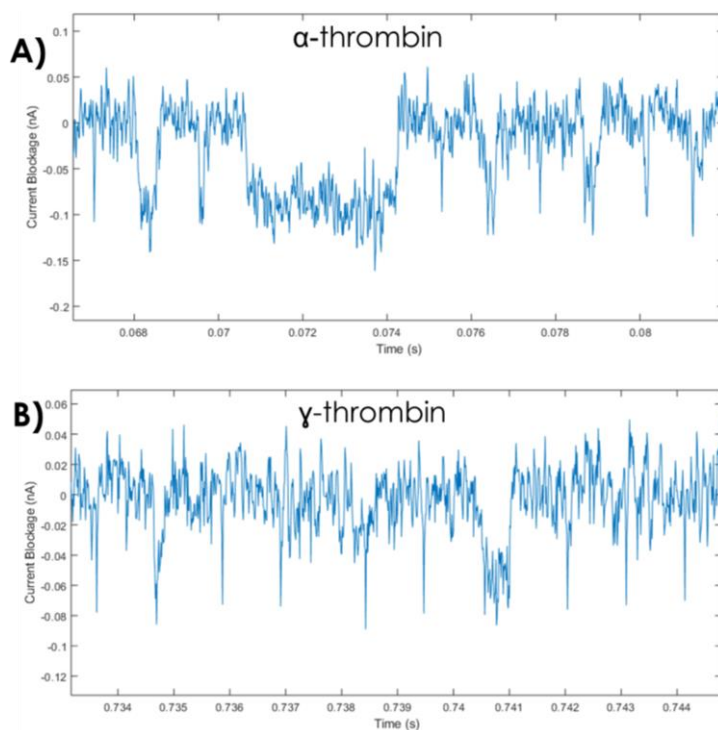 A)
α-thrombin
Current Blockage (nA)
0.1
0.05
0
-0.05
-0.1
-0.15
-0.2
0.068 0.07 0.072 0.074 0.076 0.078 0.08
Time (s)
B)
ɣ-thrombin
Current Blockage (nA)
0.06
0.04
0.02
0
-0.02
-0.04
-0.06
-0.08
-0.1
-0.12
0.734 0.735 0.736 0.737 0.738 0.739 0.74 0.741 0.742 0.743 0.744
Time (s)